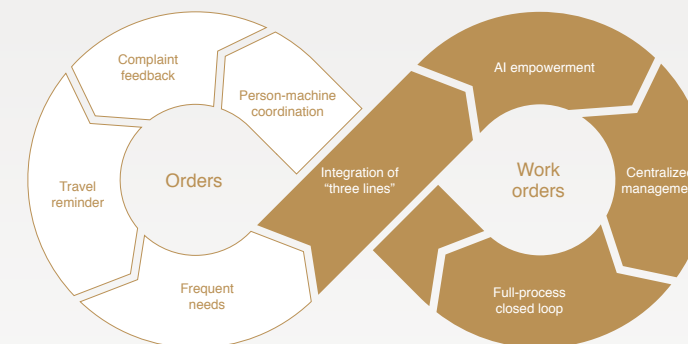 Complaint
feedback
Person-machine
coordination
Travel
reminder
Orders
Frequent
needs
Integration of
“three lines”
AI empowerment
Work
orders
Centralized
Full-process
closed loop